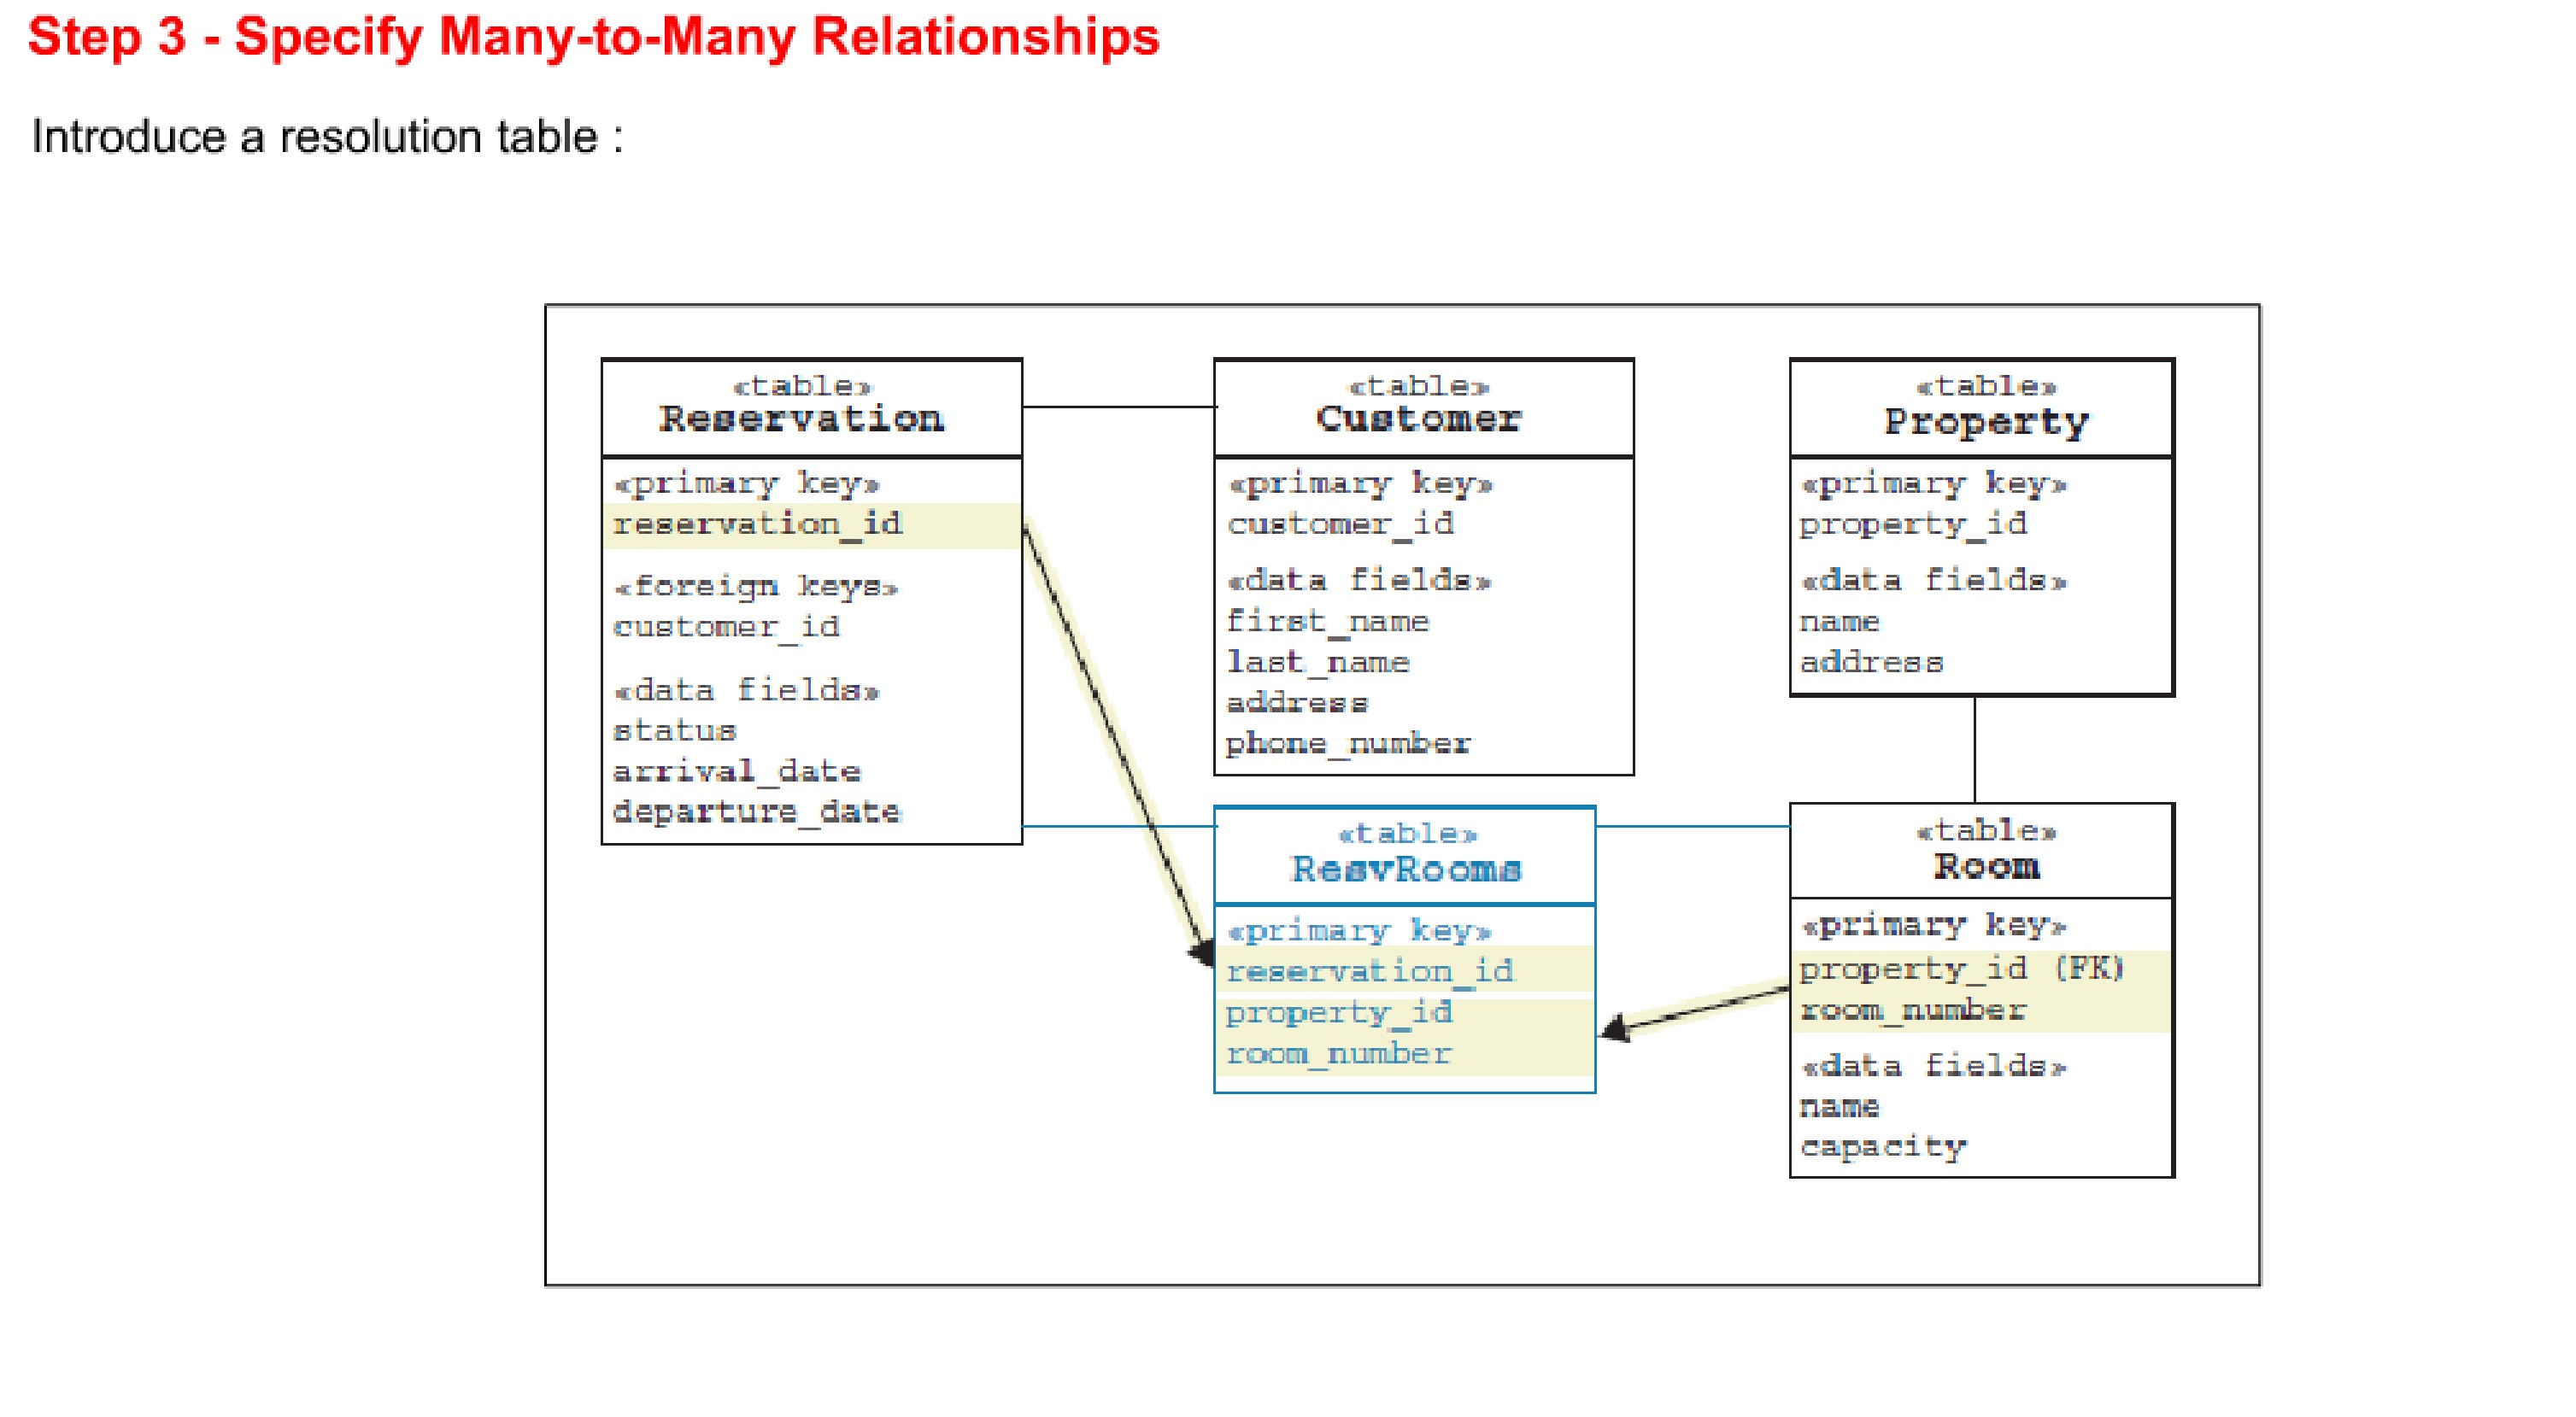 Step 3 - Specify Many-to-Many Relationships
Introduce a resolution table :
«table»
Reservation
«primary key»
reservation_id
«foreign keys»
customer_id
«data fields»
status
arrival_date
departure_date
«table»
Customer
«primary key»
customer_id
«data fields»
first_name
last_name
address
phone_number
«table»
Property
«primary key»
property_id
«data fields»
name
address
«table»
ResvRooms
«primary key»
reservation_id
property_id
room_number
«table»
Room
«primary key»
property_id (FK)
room_number
«data fields»
name
capacity